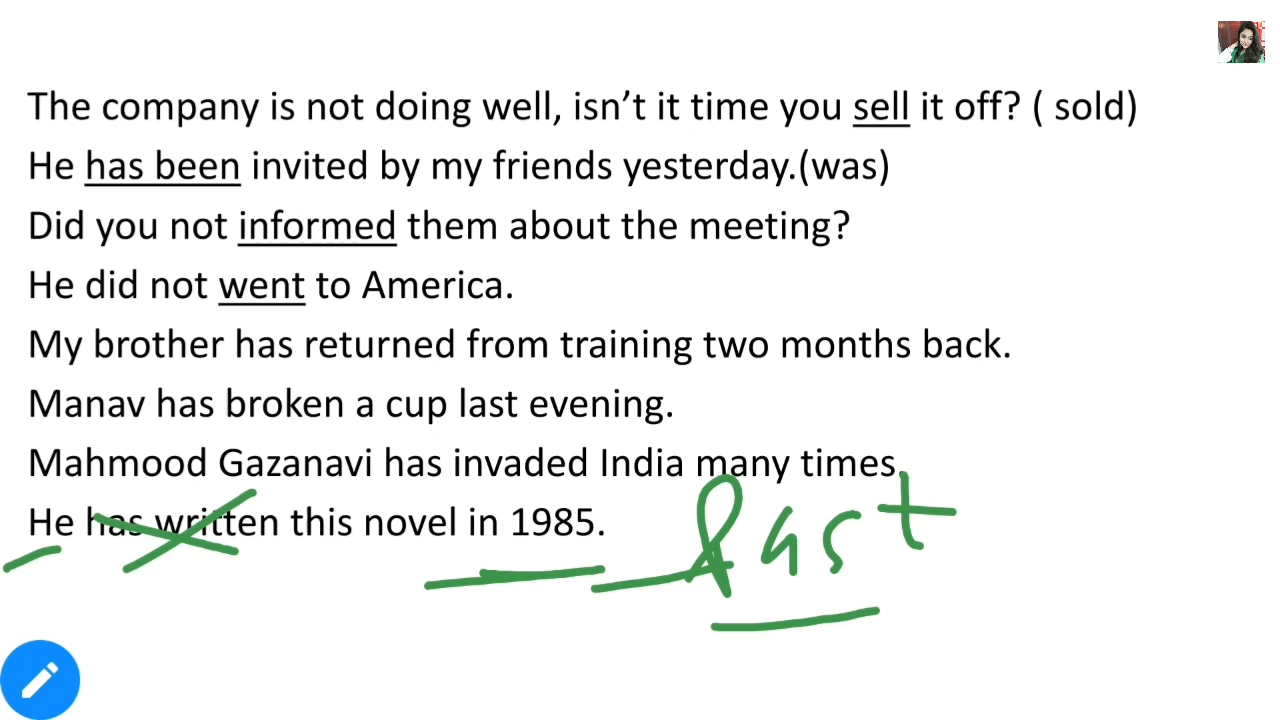 The company is not doing well, isn’t it time you sell it off? ( sold)
He has been invited by my friends yesterday.(was)
Did you not informed them about the meeting?
He did not went to America.
My brother has returned from training two months back.
Manav has broken a cup last evening.
Mahmood Gazanavi has invaded India many times.
He has written this novel in 1985.
Past